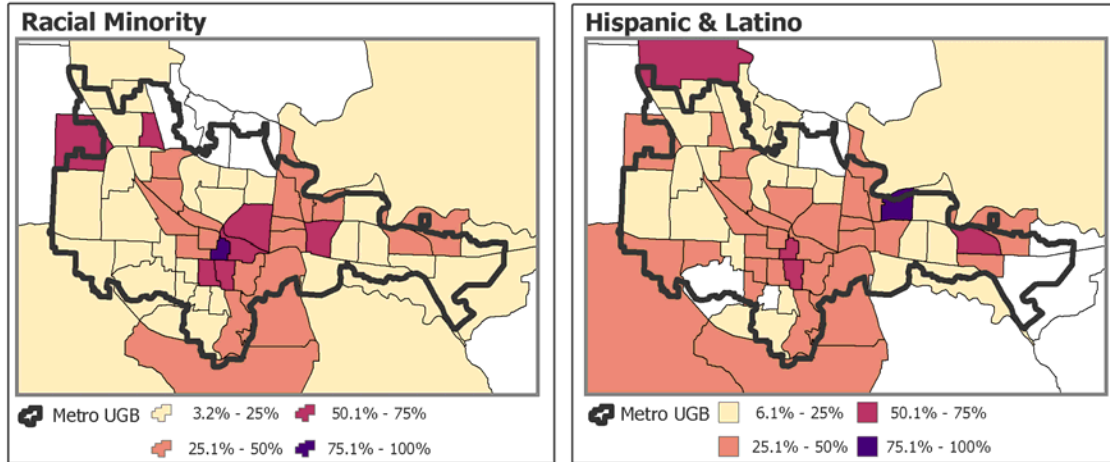 Racial Minority
Metro UGB
3.2% - 25%
50.1% - 75%
25.1% - 50%
75.1% - 100%
Hispanic & Latino
Metro UGB
6.1% - 25%
50.1% - 75%
25.1% - 50%
75.1% - 100%